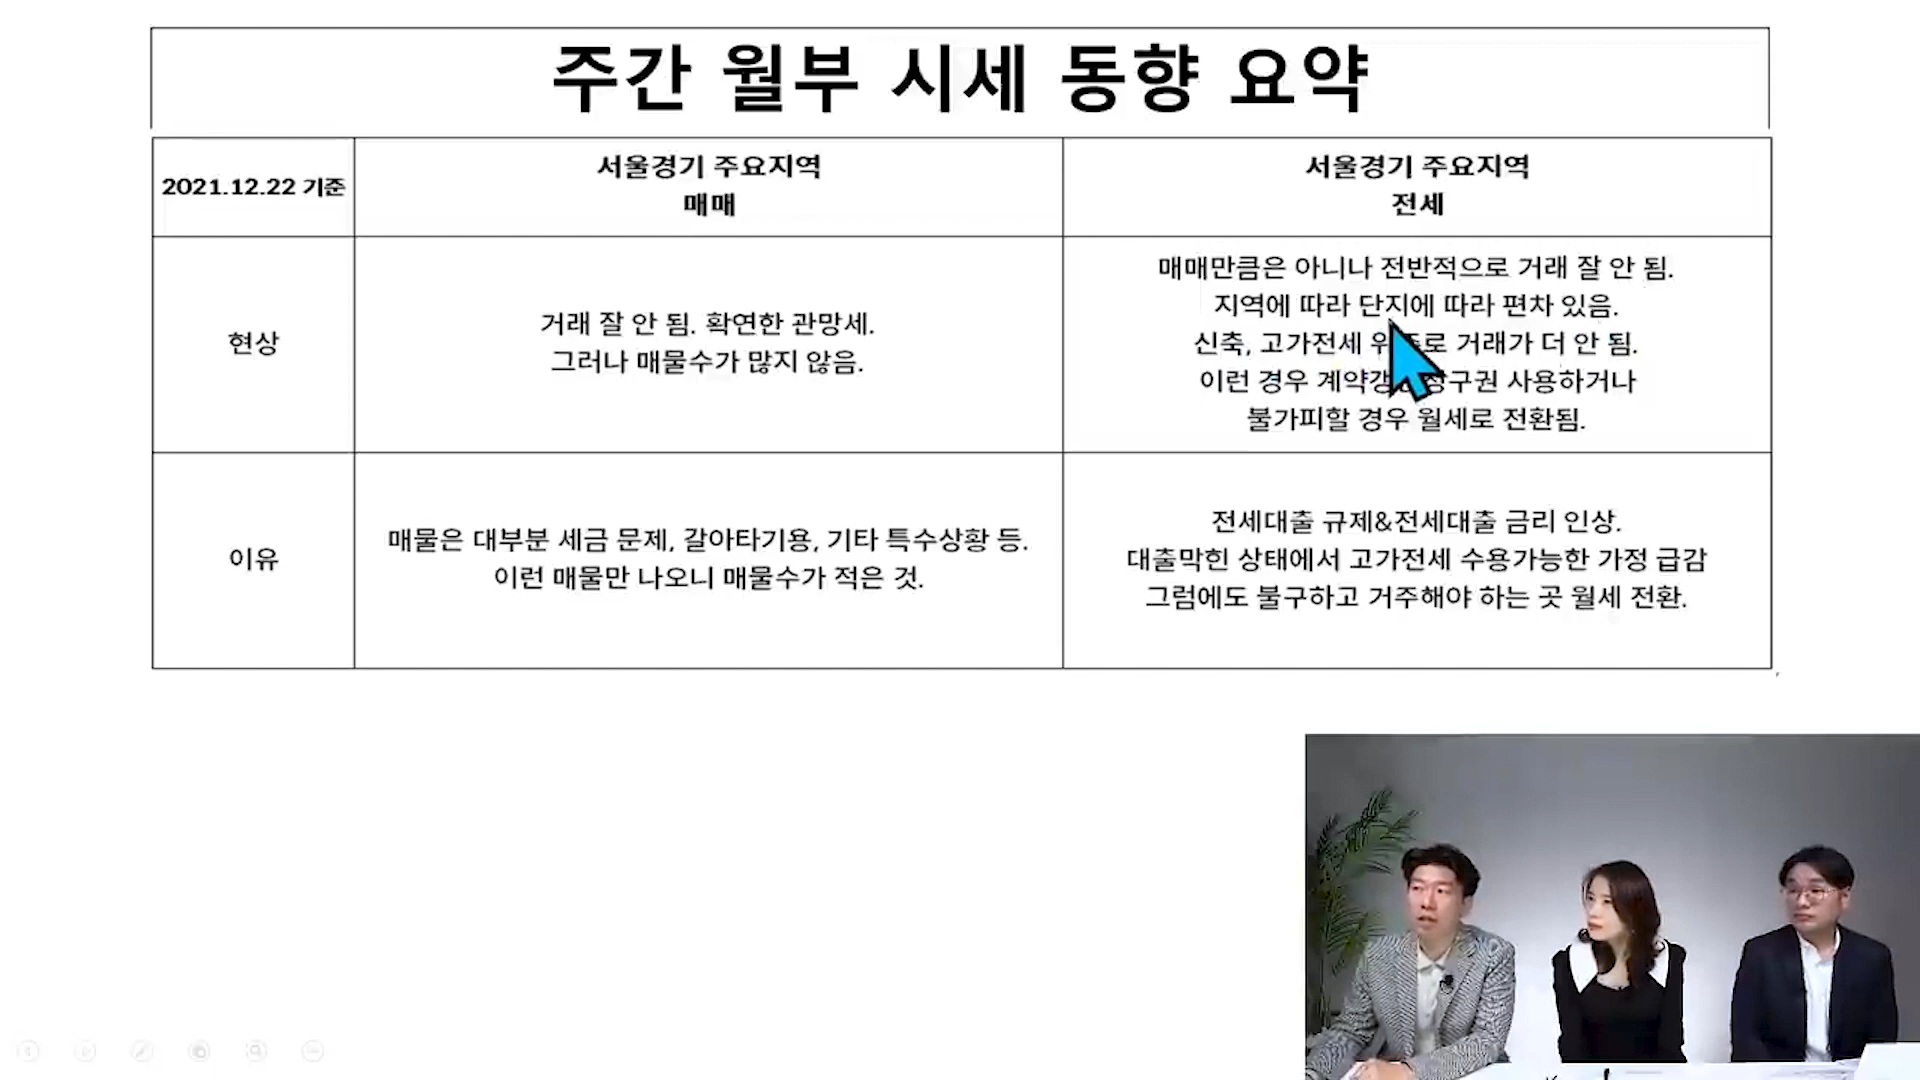 주간 월부 시세 동향 요약
2021.12.22 기준
서울경기 주요지역
매매
서울경기 주요지역
전세
현상
거래 잘 안 됨. 확연한 관망세.
그러나 매물수가 많지 않음.
매매만큼은 아니나 전반적으로 거래 잘 안 됨.
지역에 따라 단지에 따라 편차 있음.
신축, 고가전세 거래가 더 안 됨.
이런 경우 사용하거나
불가피할 경우 월세로 전환됨.
이유
매물은 대부분 세금 문제, 갈아타기용, 기타 특수상황 등.
이런 매물만 나오니 매물수가 적은 것.
전세대출 규제&전세대출 금리 인상.
대출막힌 상태에서 고가전세 수용가능한 가정 급감
그럼에도 불구하고 거주해야 하는 곳 월세 전환.